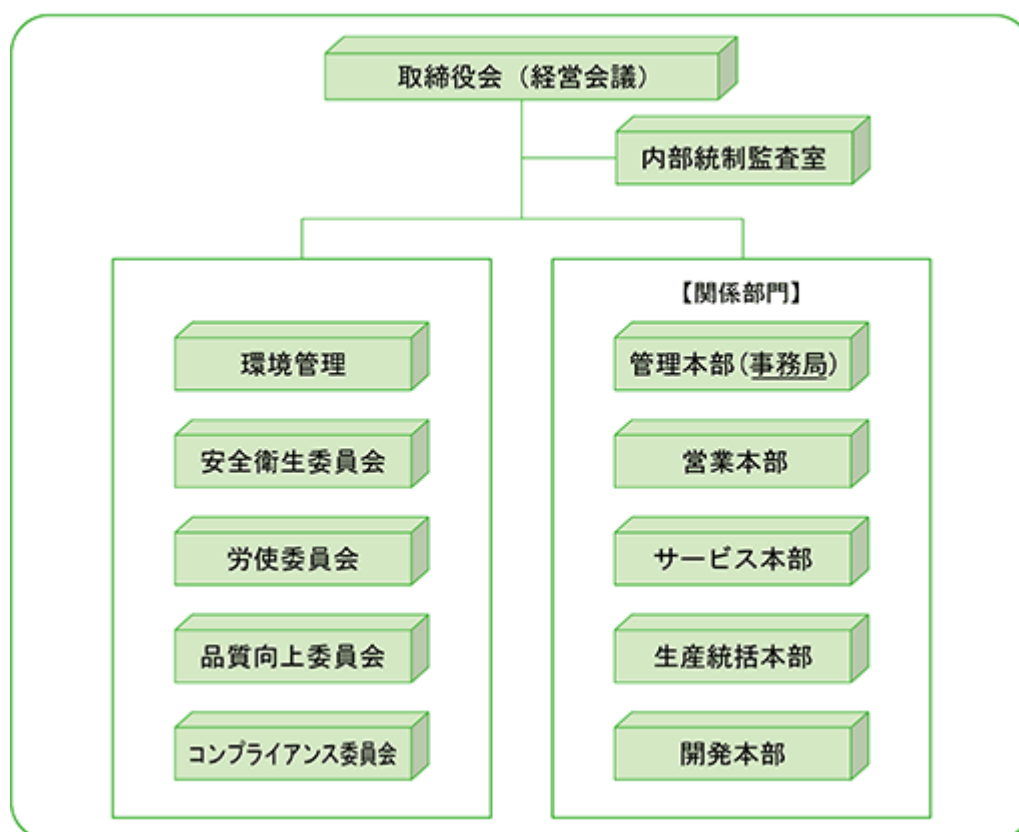 取締役会（経営会議）
内部統制監査室
環境管理
安全衛生委員会
労使委員会
品質向上委員会
コンプライアンス委員会
【関係部門】
管理本部(事務局)
営業本部
サービス本部
生産統括本部
開発本部